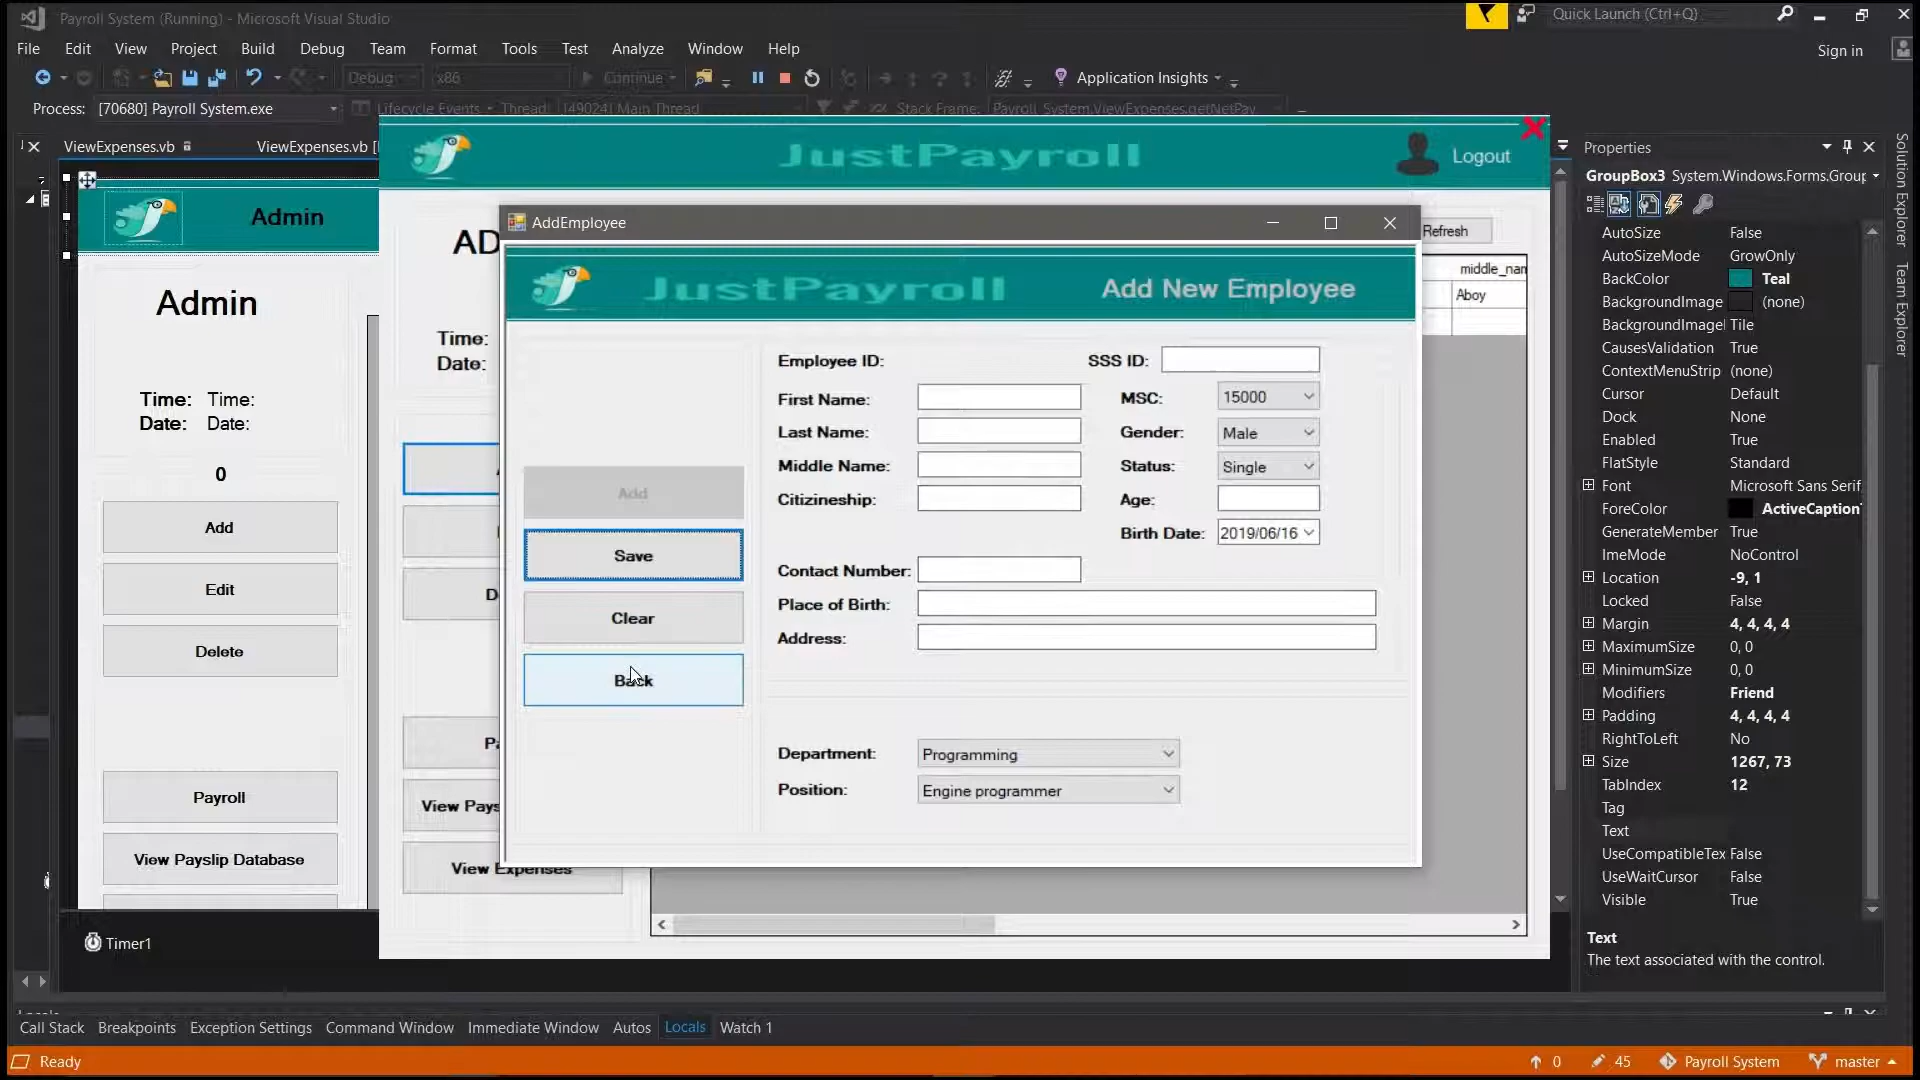 Payroll System (Running) - Microsoft Visual Studio
Quick Launch (Ctrl+Q)
File Edit View Project Build Debug Team Format Tools Test Analyze Window Help
Sign in
Debug x86 Continue Application Insights
Process: [70680] Payroll System.exe Lifecycle Events Thread: [49024] Main Thread Stack Frame: Payroll_System.ViewExpenses.getNetPay
ViewExpenses.vb ViewExpenses.vb [
Admin
Admin
Time: Time:
Date: Date:
0
Add
Edit
Delete
Payroll
View Payslip Database
Timer1
JustPayroll
Logout
AD
Time:
Date:
Refresh
middle_nam
Aboy
View Pays
View Expenses
AddEmployee
JustPayroll Add New Employee
Add
Save
Clear
Back
Employee ID: SSS ID:
First Name: MSC: 15000
Last Name: Gender: Male
Middle Name: Status: Single
Citizineship: Age:
Birth Date: 2019/06/16
Contact Number:
Place of Birth:
Address:
Department: Programming
Position: Engine programmer
Properties
GroupBox3 System.Windows.Forms.Group
AutoSize False
AutoSizeMode GrowOnly
BackColor Teal
BackgroundImage (none)
BackgroundImage Tile
CausesValidation True
ContextMenuStrip (none)
Cursor Default
Dock None
Enabled True
FlatStyle Standard
Font Microsoft Sans Serif
ForeColor ActiveCaption
GenerateMember True
ImeMode NoControl
Location -9, 1
Locked False
Margin 4, 4, 4, 4
MaximumSize 0, 0
MinimumSize 0, 0
Modifiers Friend
Padding 4, 4, 4, 4
RightToLeft No
Size 1267, 73
TabIndex 12
Tag
Text
UseCompatibleTex False
UseWaitCursor False
Visible True
Text
The text associated with the control.
Solution Explorer
Team Explorer
Call Stack Breakpoints Exception Settings Command Window Immediate Window Autos Locals Watch 1
Ready
0 45 Payroll System master